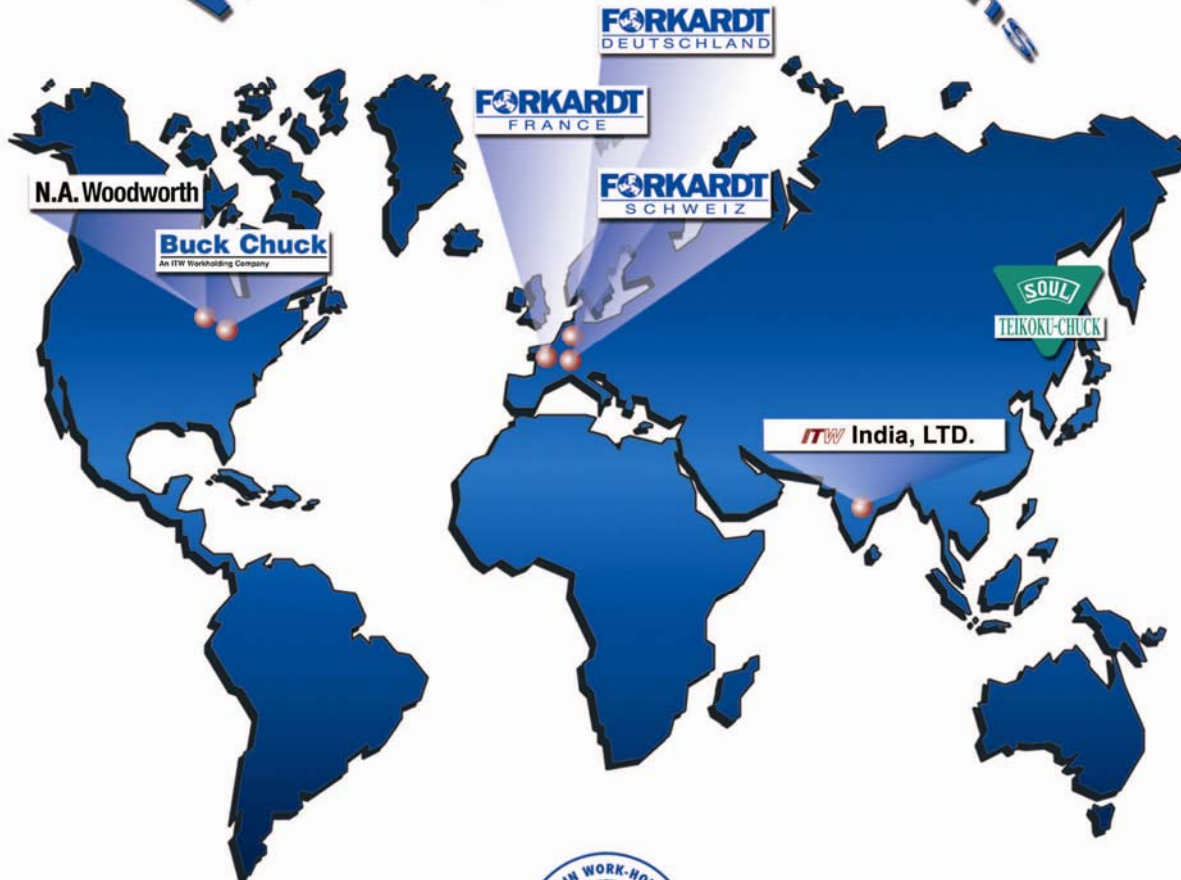 FORKARDT
DEUTSCHLAND
FORKARDT
FRANCE
N.A. Woodworth
FORKARDT
SCHWEIZ
Buck Chuck
An ITW Workholding Company
SOUL
TEIKOKU-CHUCK
ITW India, LTD.
IN WORK-HO